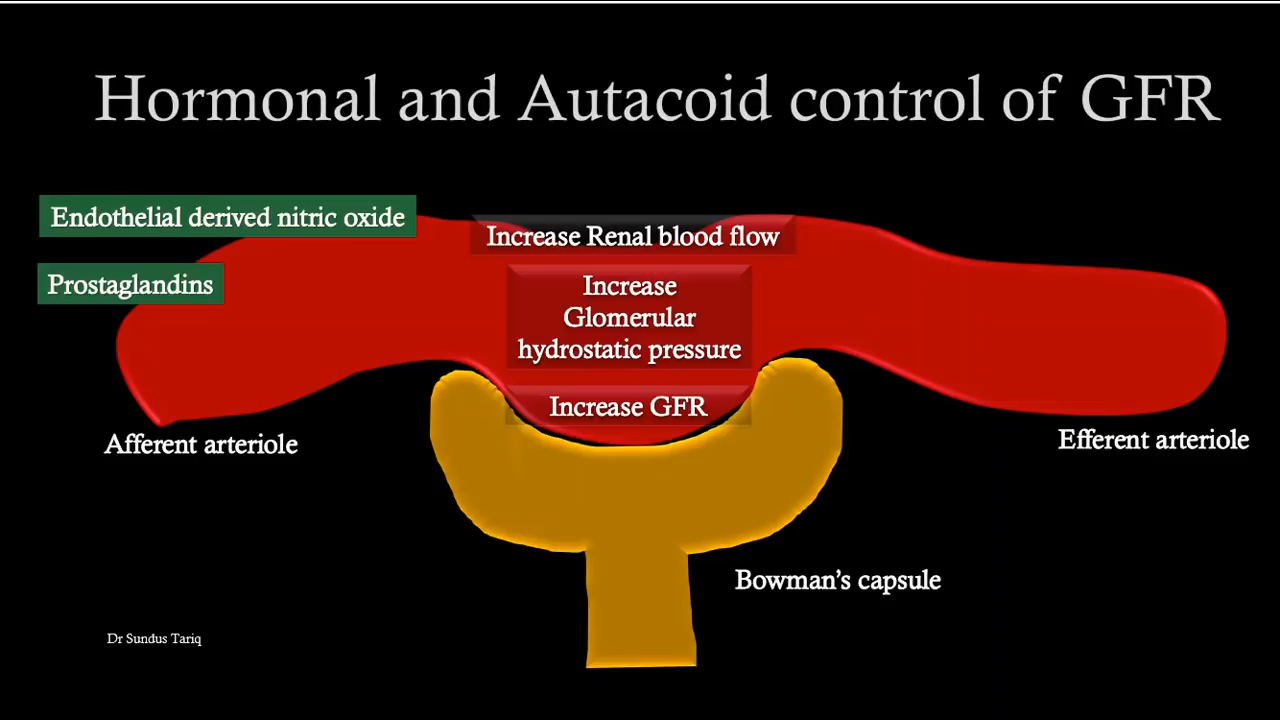 Hormonal and Autacoid control of GFR
Endothelial derived nitric oxide
Increase Renal blood flow
Prostaglandins
Increase
Glomerular
hydrostatic pressure
Increase GFR
Afferent arteriole
Efferent arteriole
Bowman's capsule
Dr Sundus Tariq